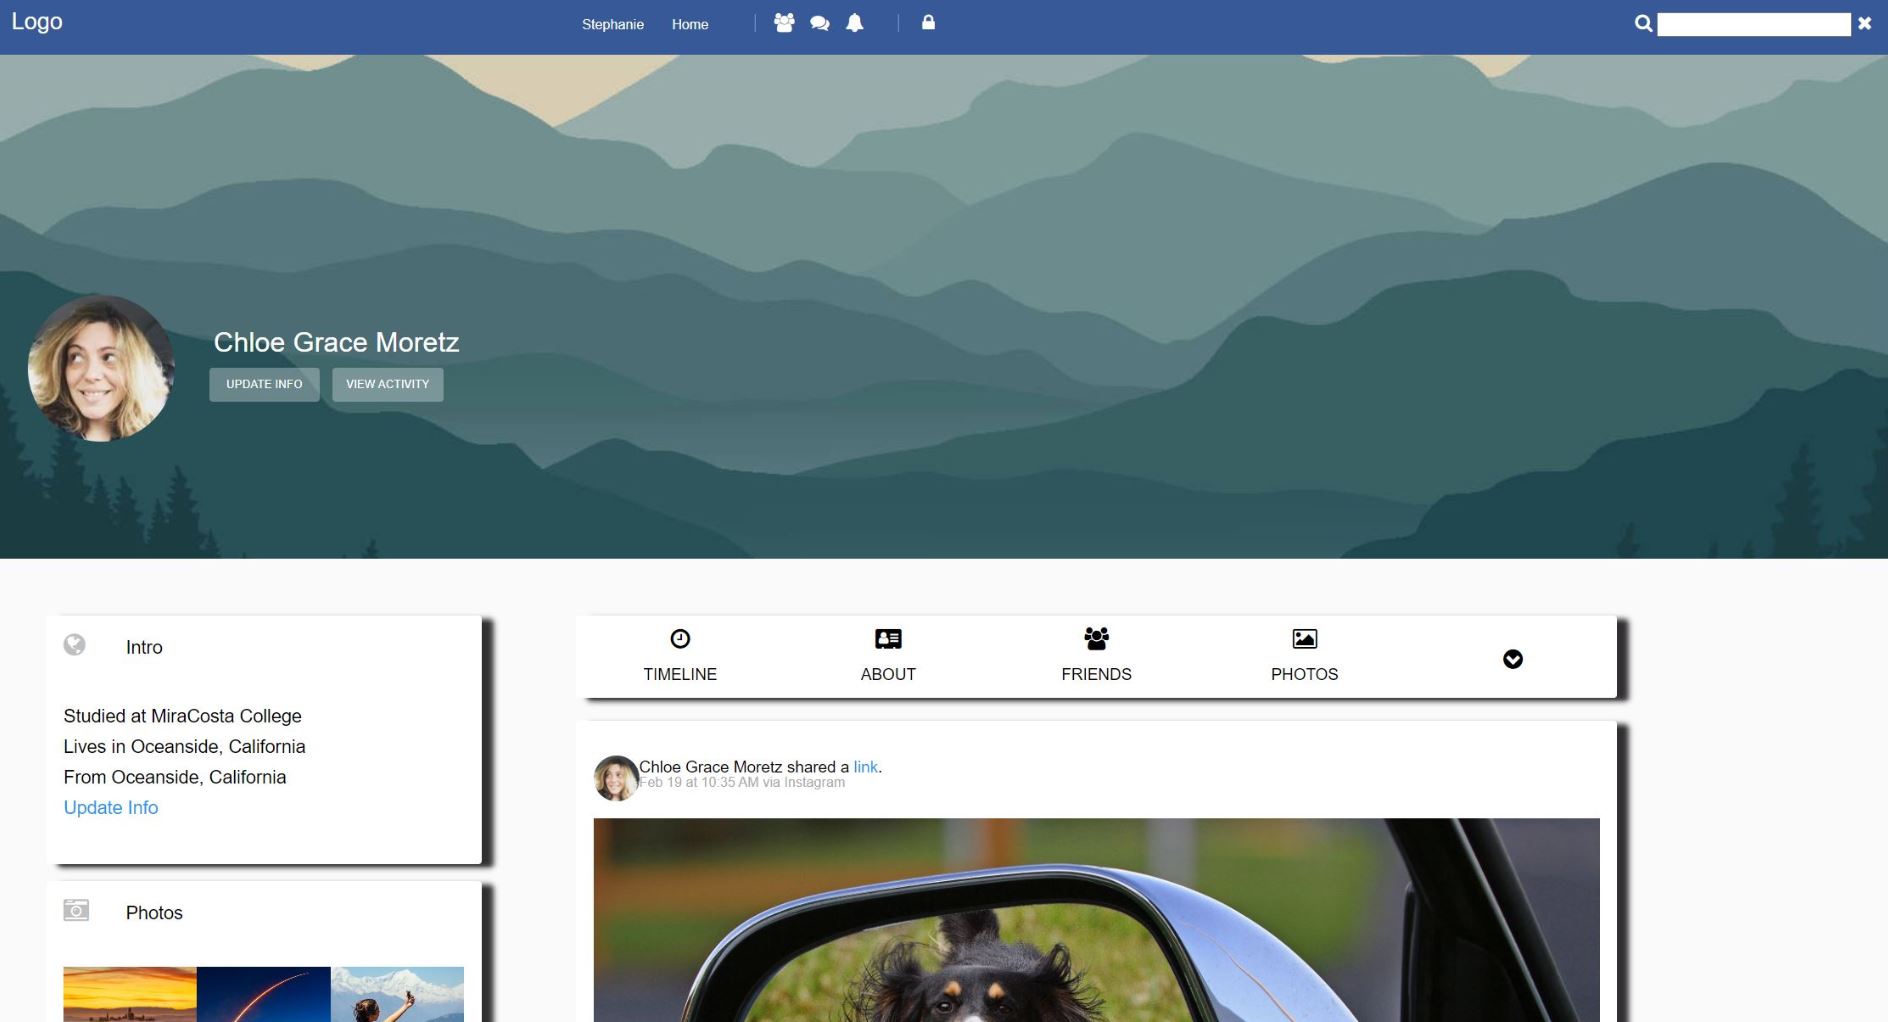 Logo
Stephanie Home
Chloe Grace Moretz
UPDATE INFO VIEW ACTIVITY
Intro
Studied at MiraCosta College
Lives in Oceanside, California
From Oceanside, California
Update Info
Photos
TIMELINE ABOUT FRIENDS PHOTOS
Chloe Grace Moretz shared a link.
Feb 19 at 10:35 AM via Instagram